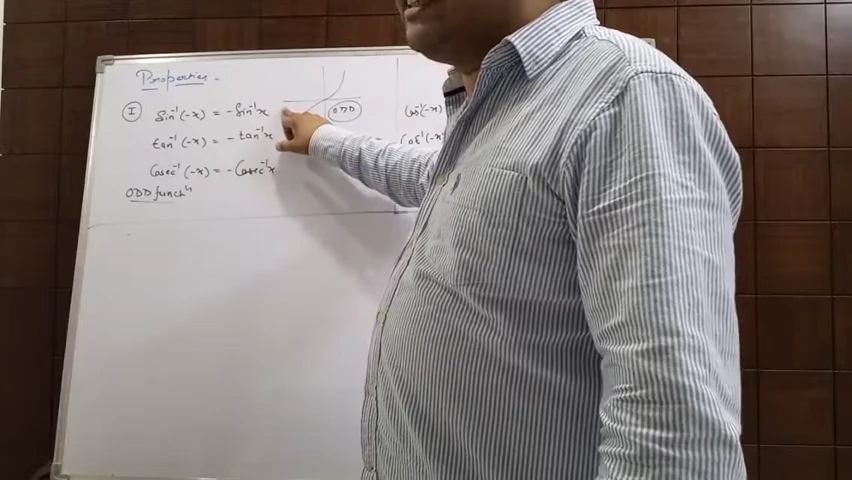 Properties -
I sin⁻¹(-x) = -sin⁻¹x ODD cos⁻¹(-x)
tan⁻¹(-x) = -tan⁻¹x = cot⁻¹(-x)
cosec⁻¹(-x) = -cosec⁻¹x
ODD functⁿ